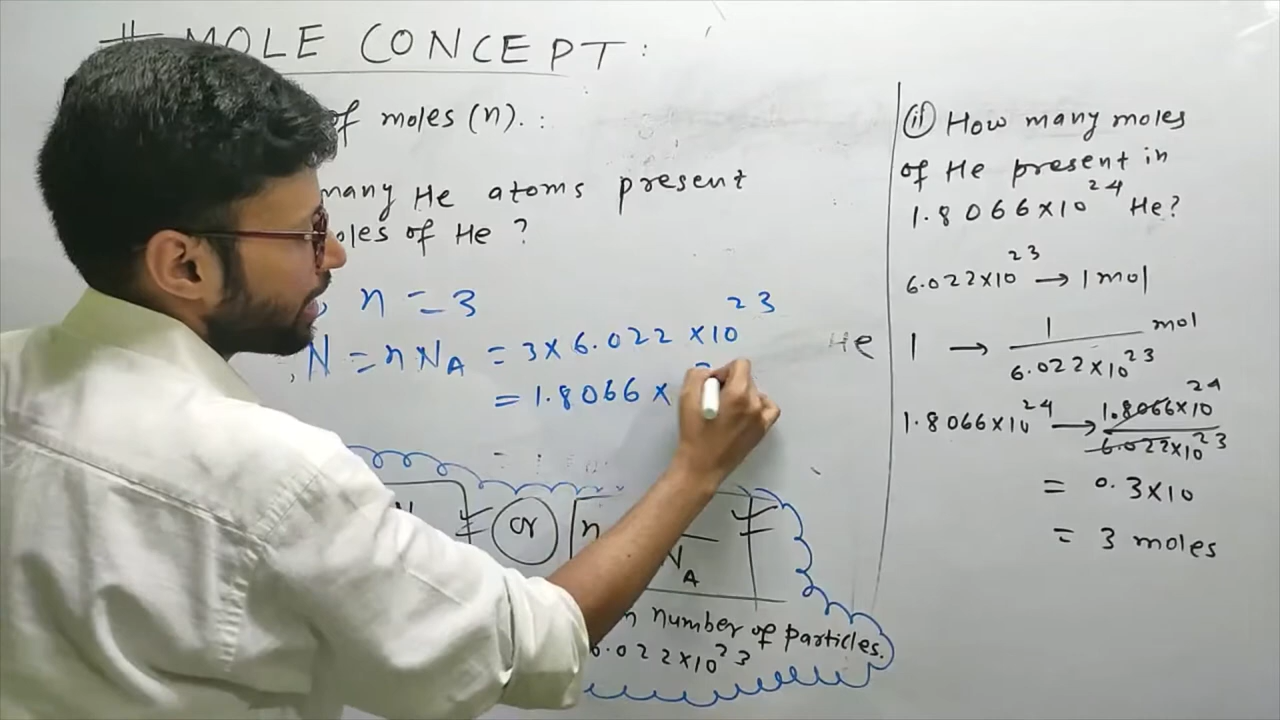 # MOLE CONCEPT:
of moles (n).:
many He atoms present
oles of He ?
n = 3
N = n NA = 3 × 6.022 × 10 23
= 1.8066 ×
or
n
NA
number of particles.
6.022×10 23
He
(ii) How many moles
of He present in
1.8066×10 24 He?
6.022×10 23 → 1 mol
1 → 1 mol
6.022×10 23
1.8066×10 24 → 1.8066×10 24
6.022×10 23
= 0.3×10
= 3 moles